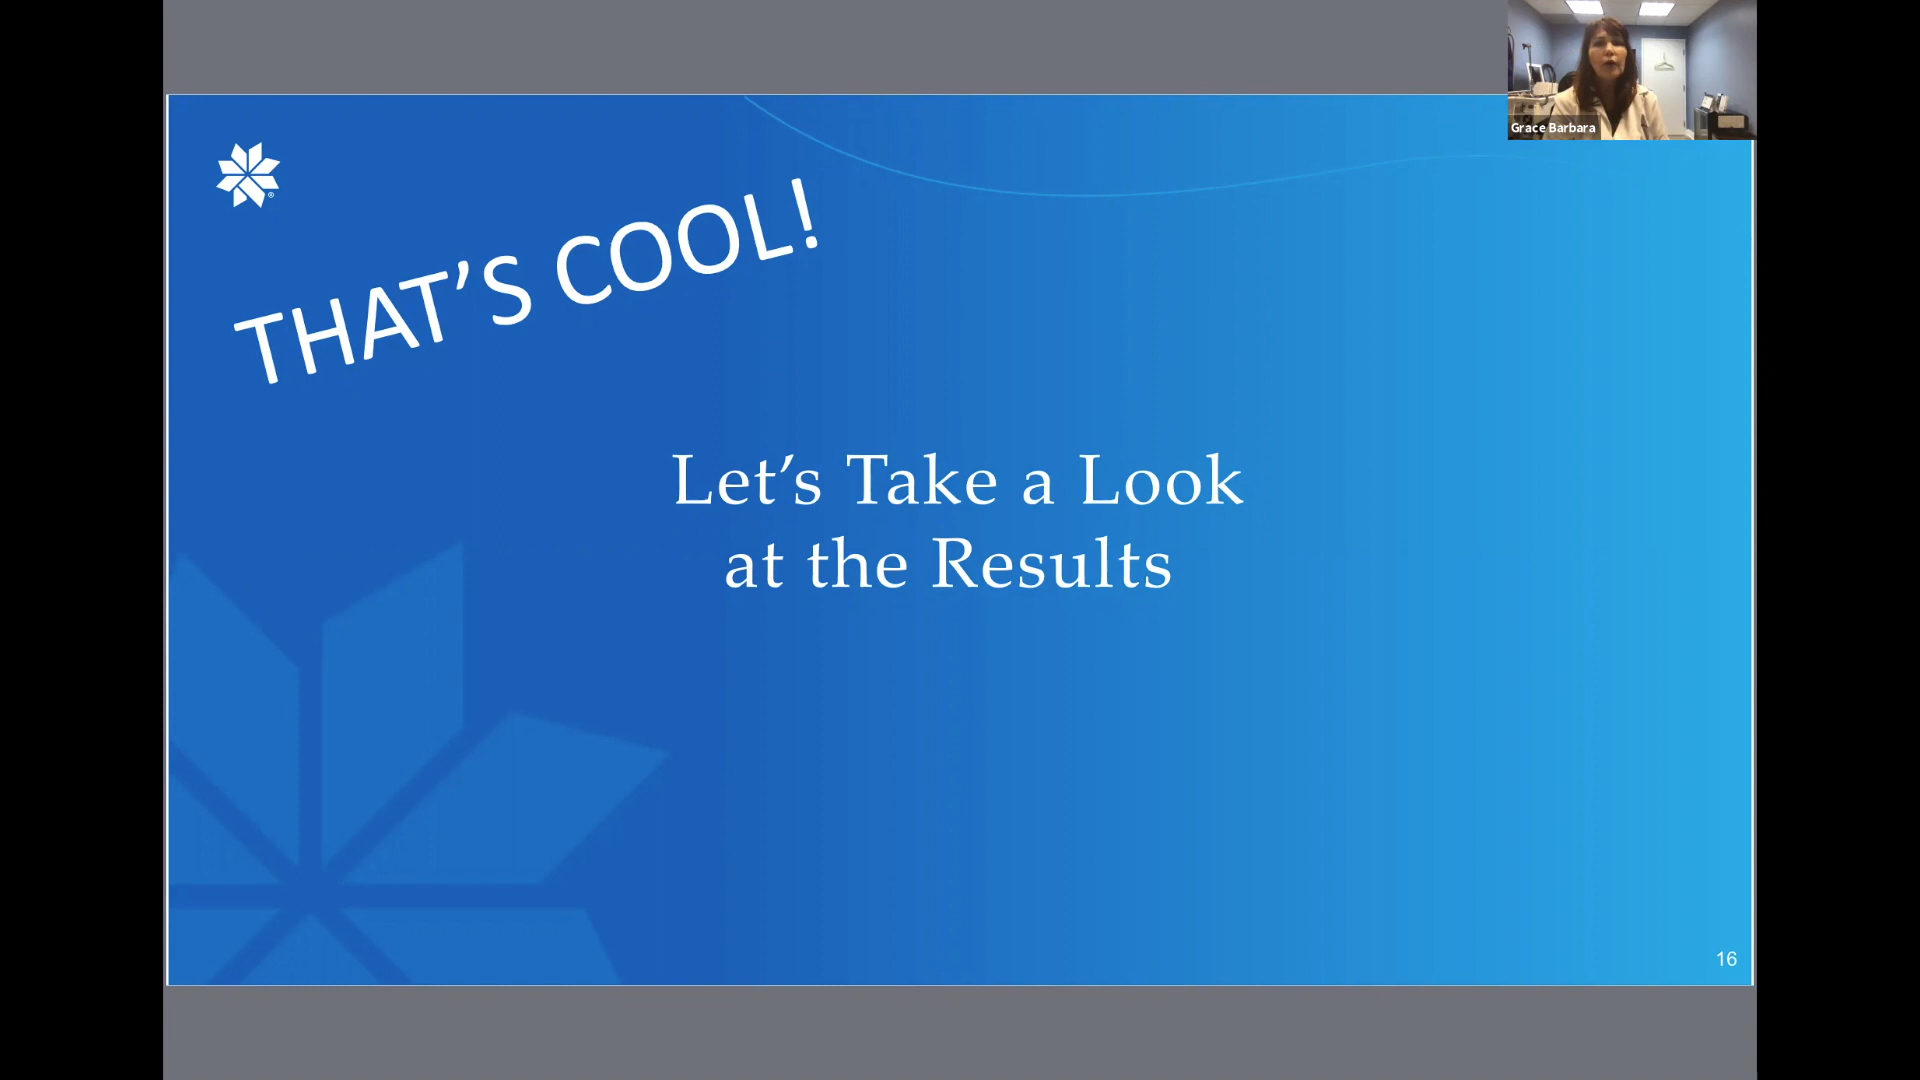 Grace Barbara
®
THAT’S COOL!
Let’s Take a Look
at the Results
16